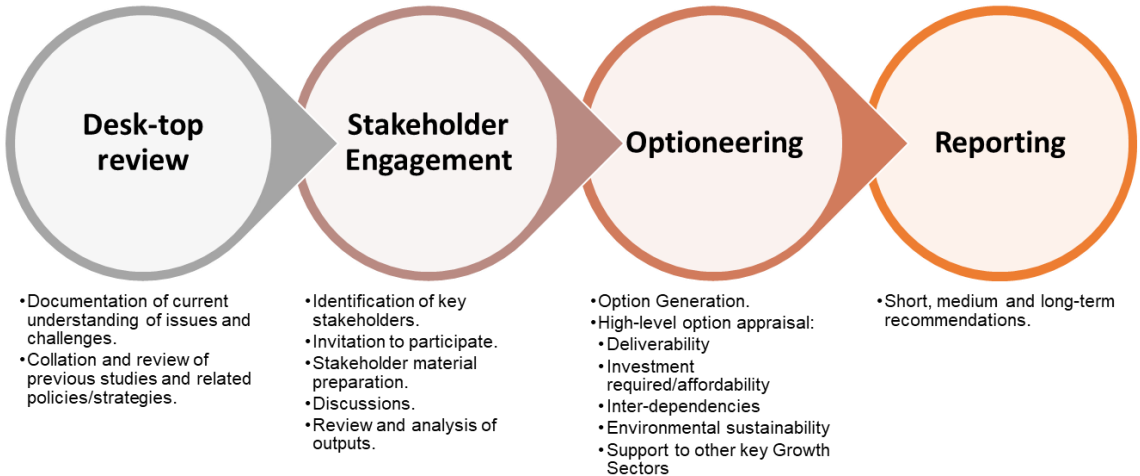 Desk-top
review
•Documentation of current
understanding of issues and
challenges.
•Collation and review of
previous studies and related
policies/strategies.
Stakeholder
Engagement
•Identification of key
stakeholders.
•Invitation to participate.
•Stakeholder material
preparation.
•Discussions.
•Review and analysis of
outputs.
Optioneering
•Option Generation.
•High-level option appraisal:
•Deliverability
•Investment
required/affordability
•Inter-dependencies
•Environmental sustainability
•Support to other key Growth
Sectors
Reporting
•Short, medium and long-term
recommendations.